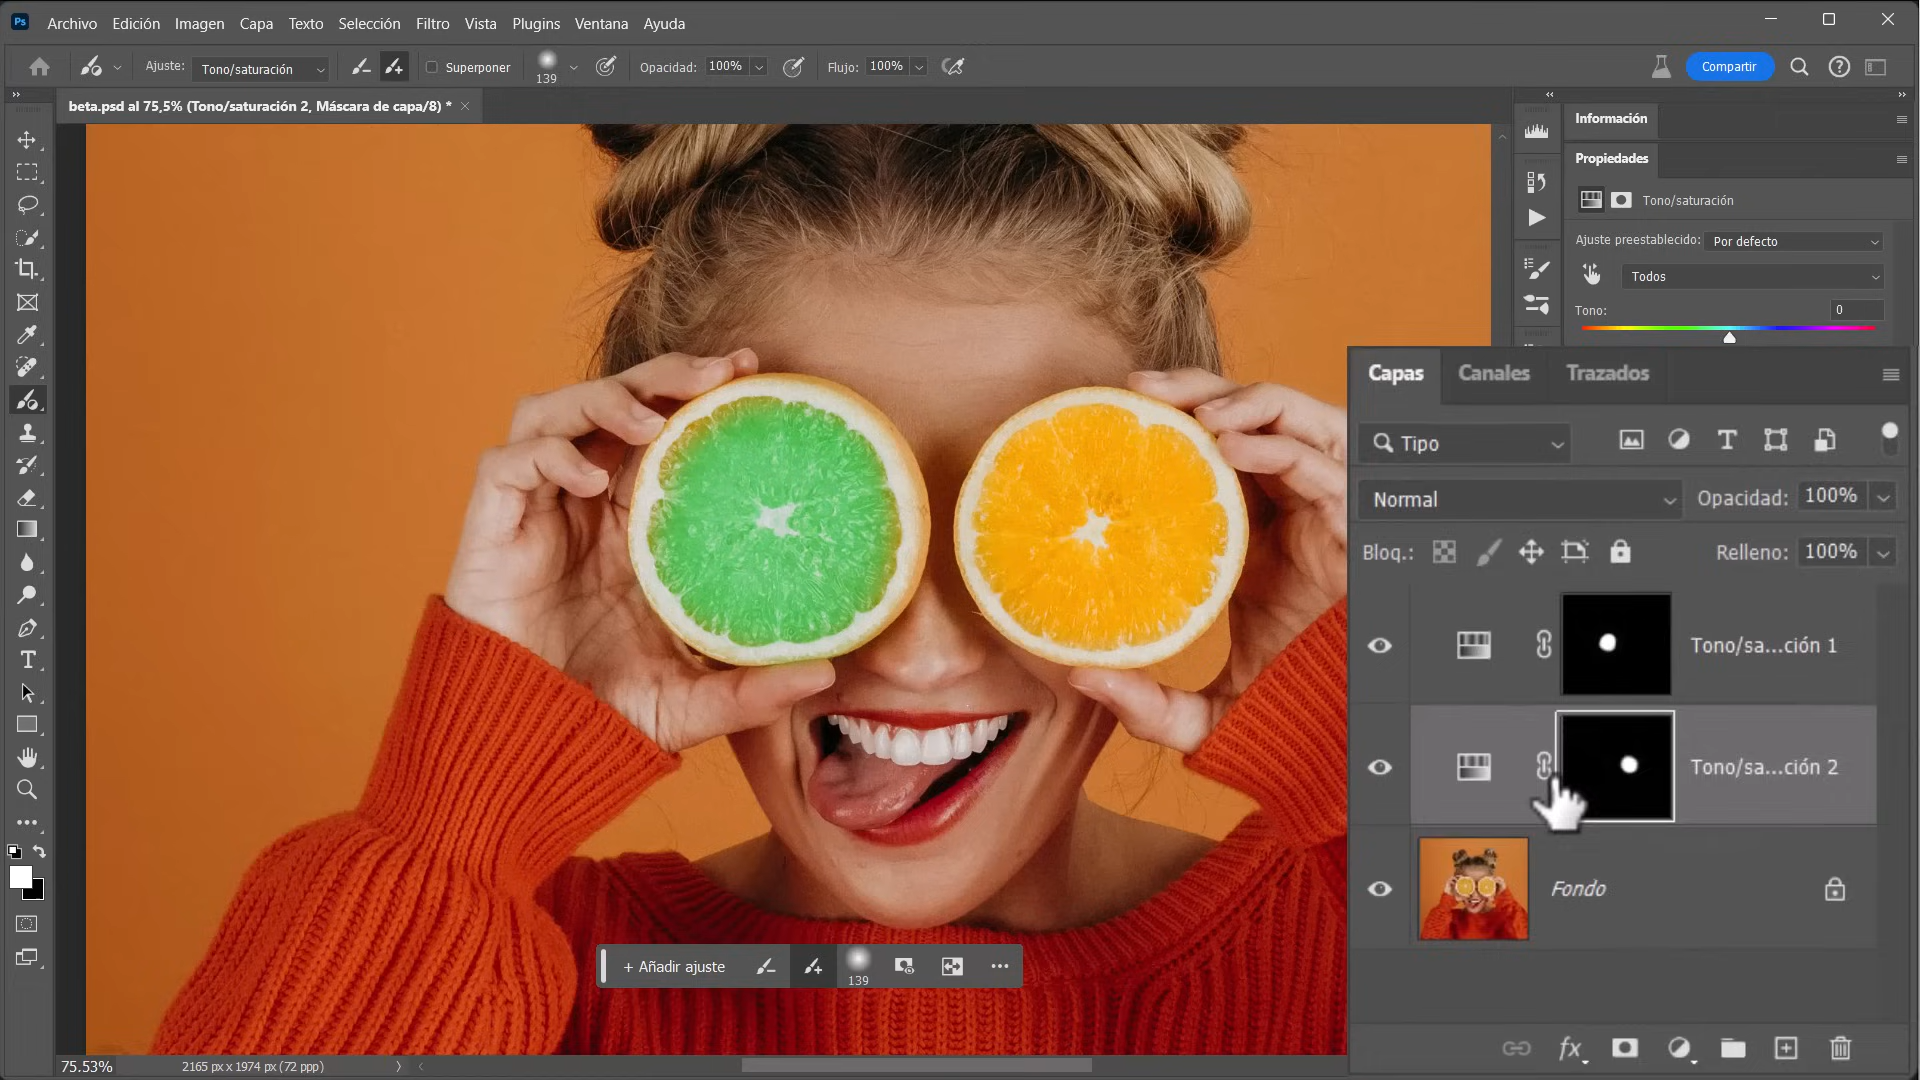 Ps Archivo Edición Imagen Capa Texto Selección Filtro Vista Plugins Ventana Ayuda
Ajuste: Tono/saturación Superponer 139 Opacidad: 100% Flujo: 100% Compartir
beta.psd al 75,5% (Tono/saturación 2, Máscara de capa/8) *
Información
Propiedades
Tono/saturación
Ajuste preestablecido: Por defecto
Todos
Tono: 0
Capas Canales Trazados
Tipo
Normal Opacidad: 100%
Bloq.: Relleno: 100%
Tono/sa...ción 1
Tono/sa...ción 2
Fondo
+ Añadir ajuste 139
fx
75.53% 2165 px x 1974 px (72 ppp)